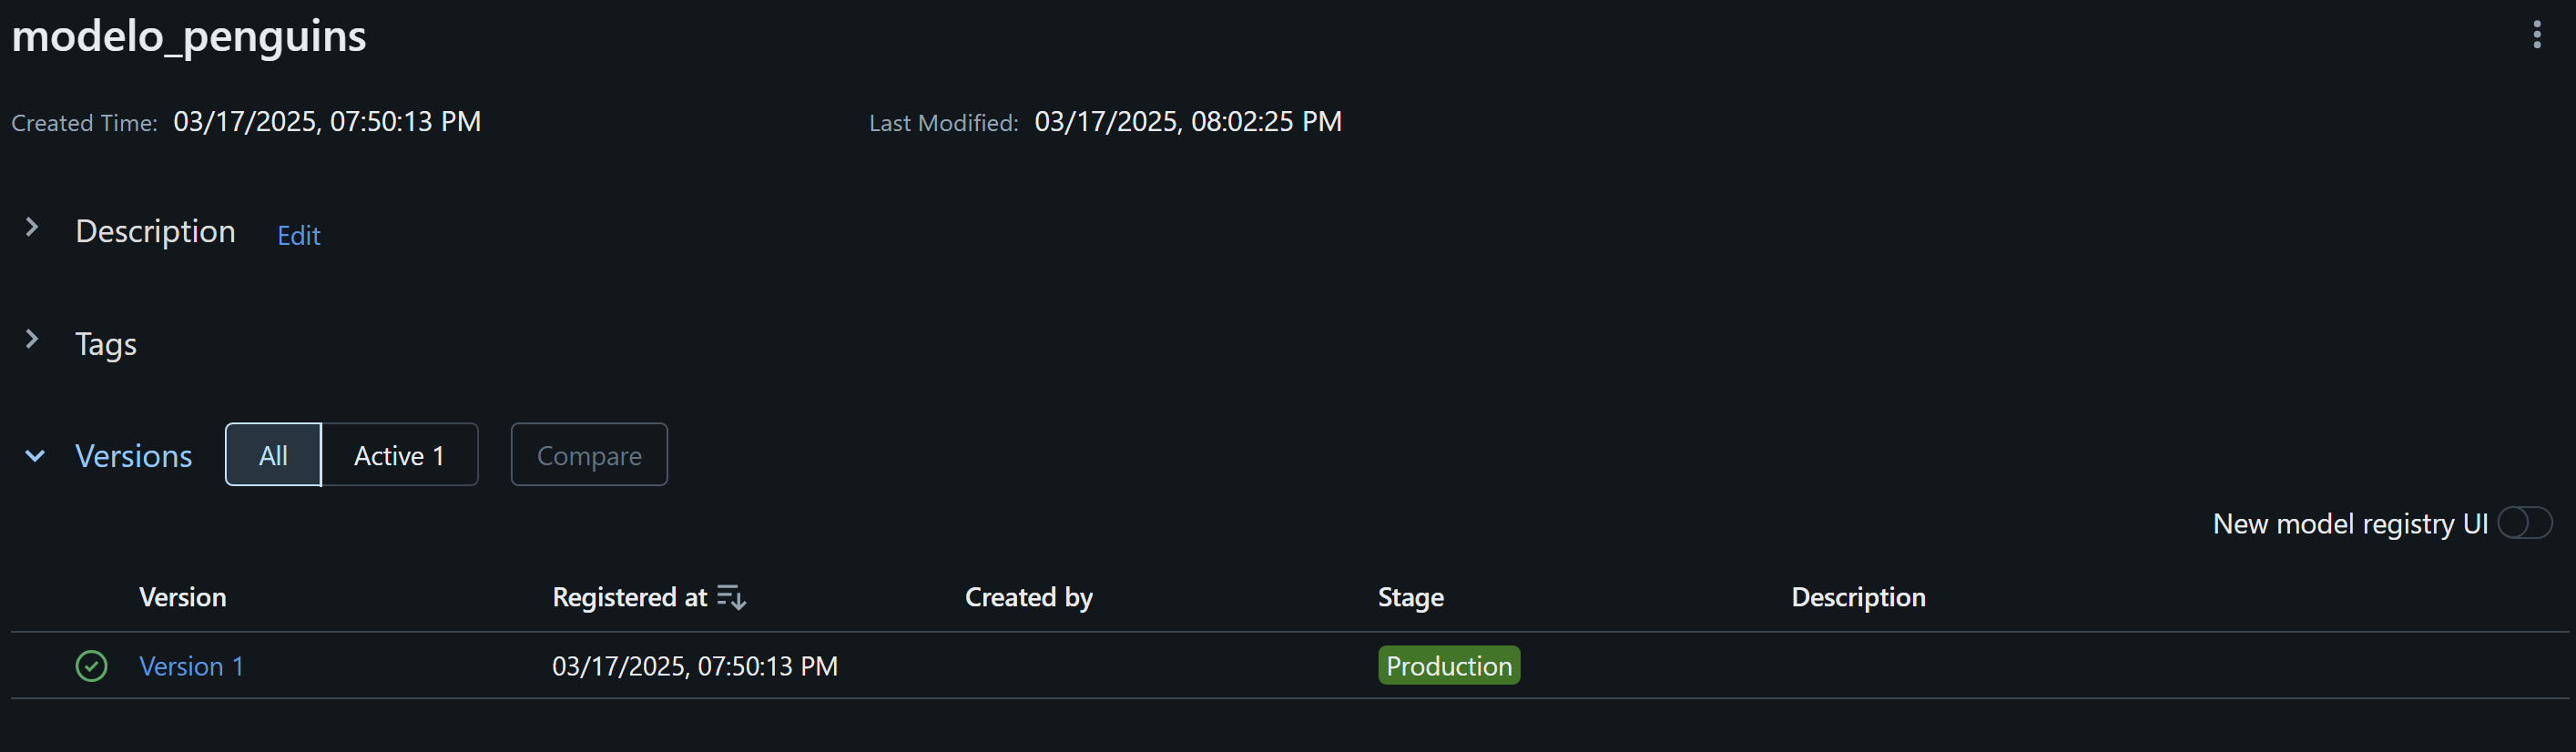 modelo_penguins
Created Time: 03/17/2025, 07:50:13 PM Last Modified: 03/17/2025, 08:02:25 PM
Description Edit
Tags
Versions All Active 1 Compare
New model registry UI
Version Registered at Created by Stage Description
Version 1 03/17/2025, 07:50:13 PM Production